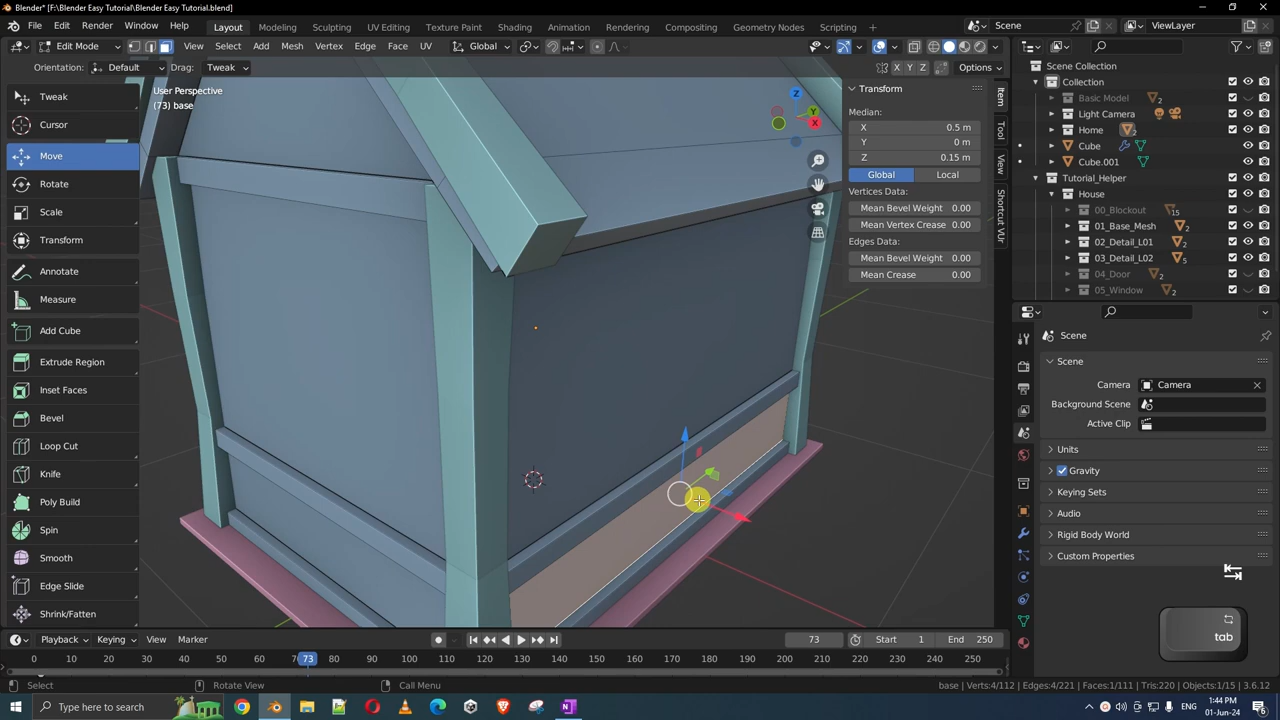 Blender* [F:\Blender Easy Tutorial\Blender Easy Tutorial.blend]
File Edit Render Window Help Layout Modeling Sculpting UV Editing Texture Paint Shading Animation Rendering Compositing Geometry Nodes Scripting Scene ViewLayer
Edit Mode View Select Add Mesh Vertex Edge Face UV Global
Orientation: Default Drag: Tweak X Y Z Options
User Perspective
(73) base
Tweak
Cursor
Move
Rotate
Scale
Transform
Annotate
Measure
Add Cube
Extrude Region
Inset Faces
Bevel
Loop Cut
Knife
Poly Build
Spin
Smooth
Edge Slide
Shrink/Fatten
Z
Y
X
Transform
Median:
X 0.5 m
Y 0 m
Z 0.15 m
Global Local
Vertices Data:
Mean Bevel Weight 0.00
Mean Vertex Crease 0.00
Edges Data:
Mean Bevel Weight 0.00
Mean Crease 0.00
Item
Tool
View
Shortcut VUr
Scene Collection
Collection
Basic Model 2
Light Camera
Home 2
Cube
Cube.001
Tutorial_Helper
House
00_Blockout 15
01_Base_Mesh 2
02_Detail_L01 2
03_Detail_L02 5
04_Door 2
05_Window 2
Scene
Scene
Camera Camera
Background Scene
Active Clip
Units
Gravity
Keying Sets
Audio
Rigid Body World
Custom Properties
tab
Playback Keying View Marker 73 Start 1 End 250
0 10 20 30 40 50 60 70 73 80 90 100 110 120 130 140 150 160 170 180 190 200 210 220 230 240 250
Select Rotate View Call Menu base | Verts:4/112 | Edges:4/221 | Faces:1/111 | Tris:220 | Objects:1/15 | 3.6.12
Type here to search
1:44 PM
01-Jun-24